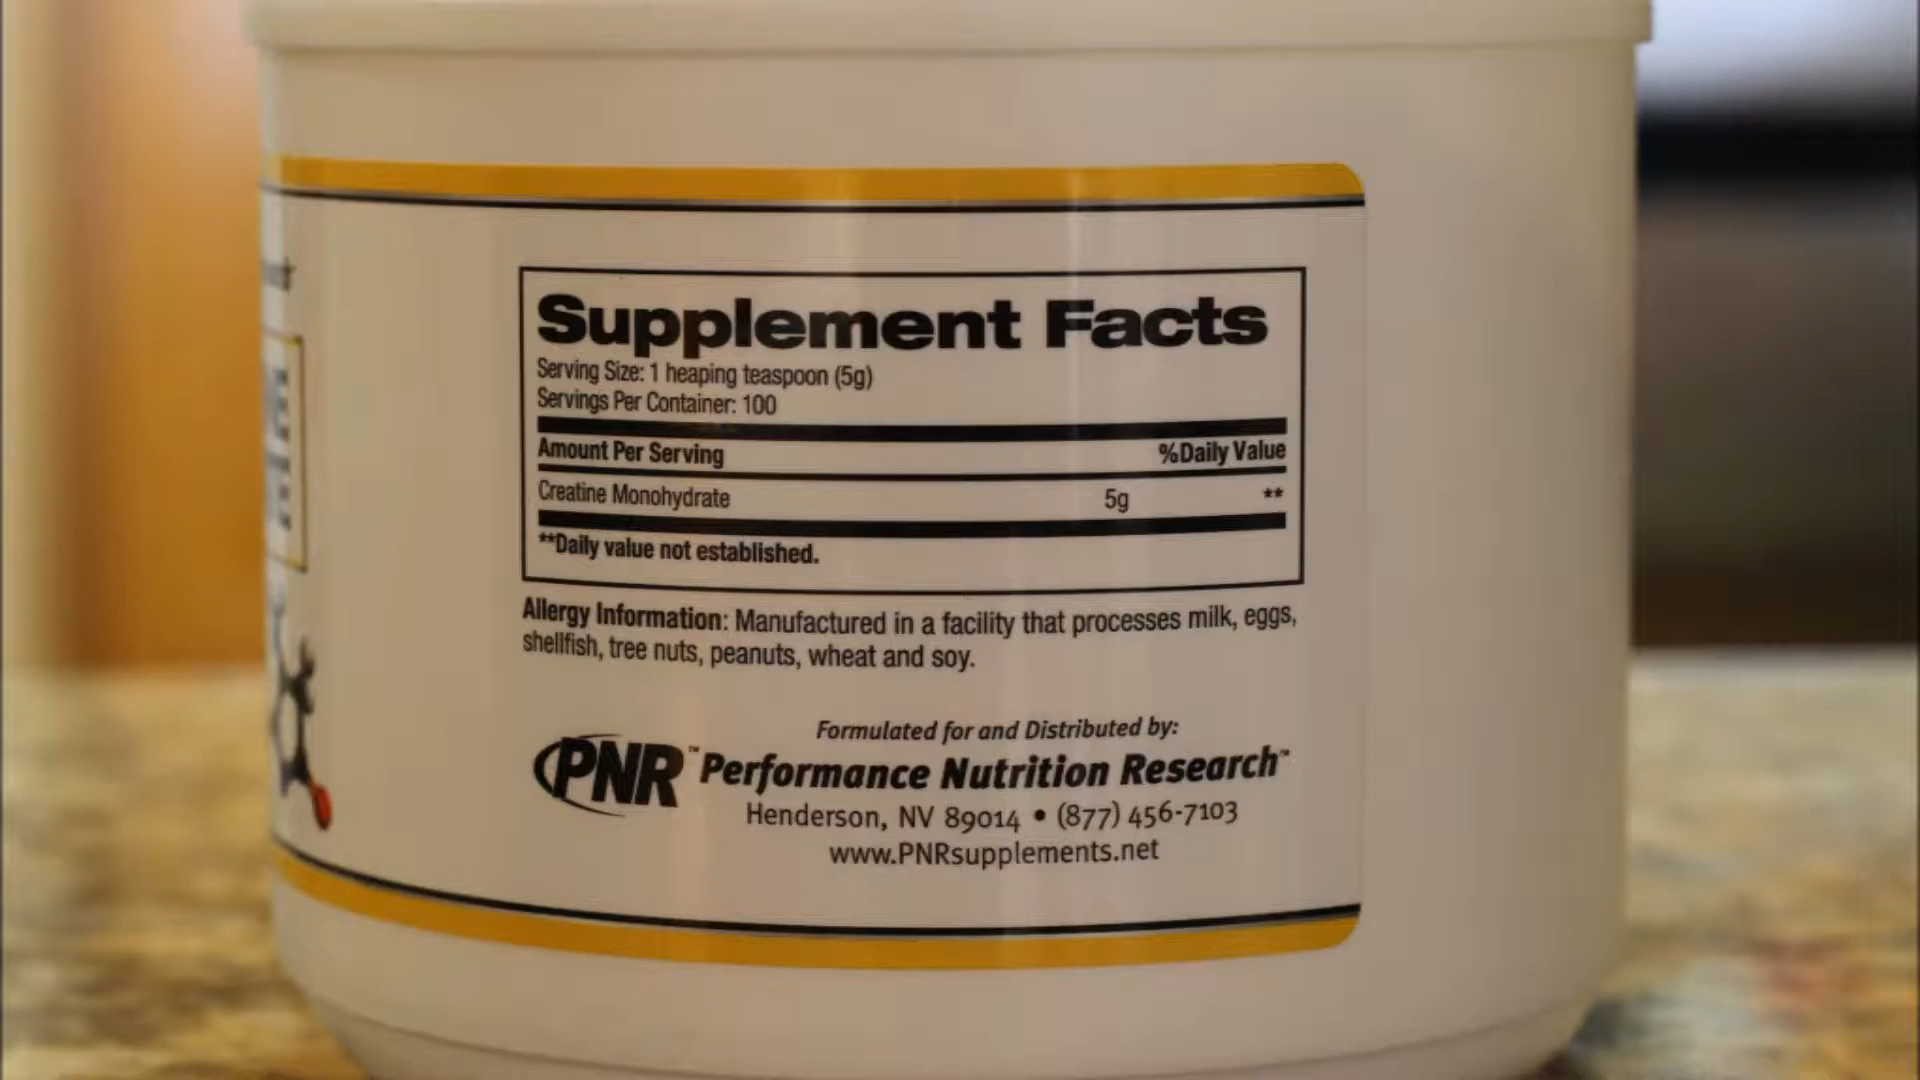 Supplement Facts
Serving Size: 1 heaping teaspoon (5g)
Servings Per Container: 100
Amount Per Serving %Daily Value
Creatine Monohydrate 5g **
**Daily value not established.
Allergy Information: Manufactured in a facility that processes milk, eggs,
shellfish, tree nuts, peanuts, wheat and soy.
Formulated for and Distributed by:
PNR™ Performance Nutrition Research™
Henderson, NV 89014 • (877) 456-7103
www.PNRsupplements.net